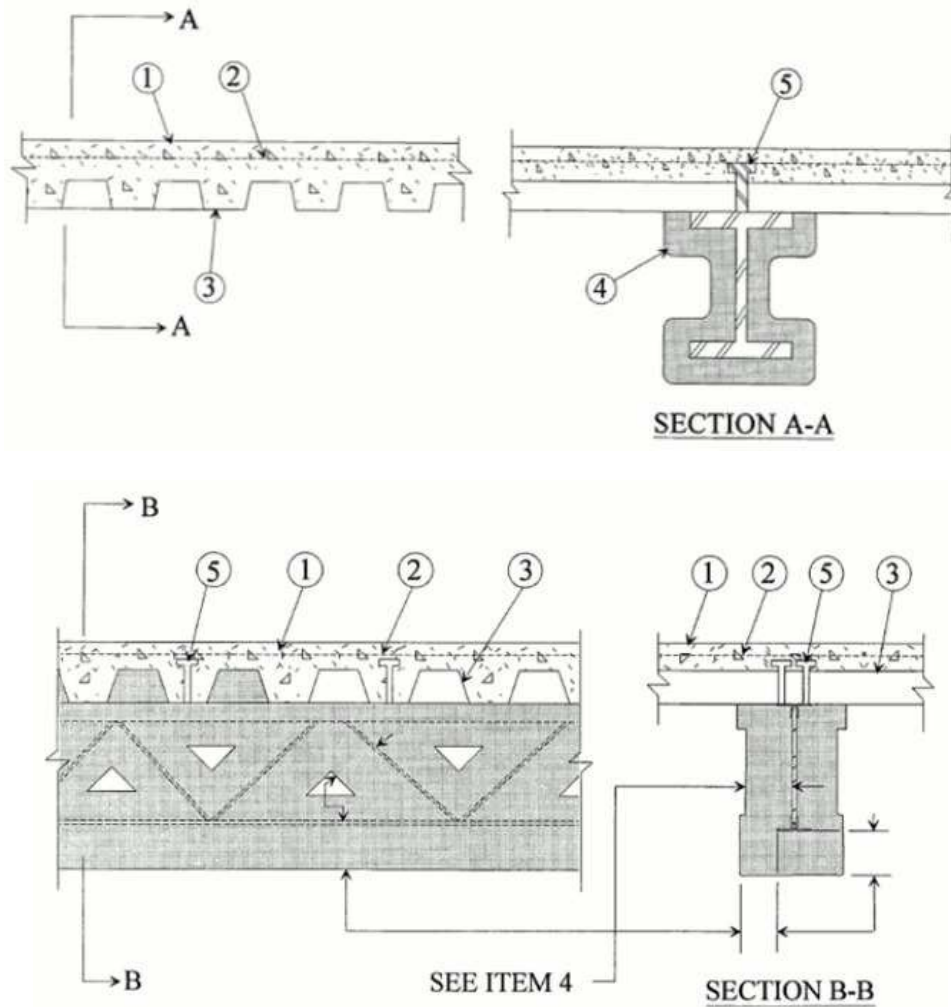 A
1 2
3
A
5
4
SECTION A-A
B
5 1 2 3
1 2 5 3
B
SEE ITEM 4
SECTION B-B